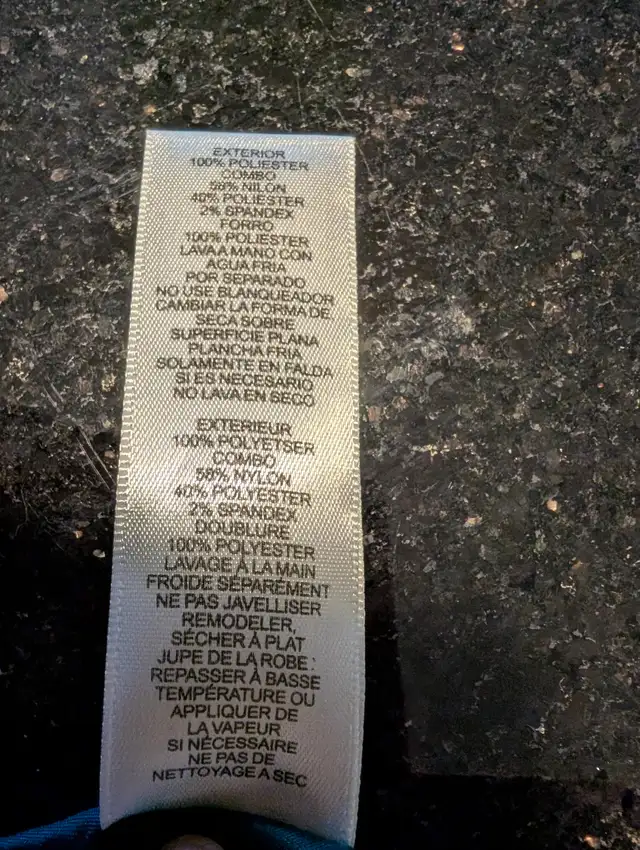 EXTERIOR
100% POLIESTER
COMBO
58% NILON
40% POLIESTER
2% SPANDEX
FORRO
100% POLIESTER
LAVA A MANO CON
AGUA FRIA
POR SEPARADO
NO USE BLANQUEADOR
CAMBIAR LA FORMA DE,
SECA SOBRE
SUPERFICIE PLANA
PLANCHA FRIA
SOLAMENTE EN FALDA
SI ES NECESARIO
NO LAVA EN SECO
EXTERIEUR
100% POLYETSER
COMBO
58% NYLON
40% POLYESTER
2% SPANDEX
DOUBLURE
100% POLYESTER
LAVAGE À LA MAIN
FROIDE SÉPARÉMENT
NE PAS JAVELLISER
REMODELER,
SÉCHER À PLAT
JUPE DE LA ROBE :
REPASSER À BASSE
TEMPÉRATURE OU
APPLIQUER DE
LA VAPEUR
SI NÉCESSAIRE
NE PAS DE
NETTOYAGE A SEC